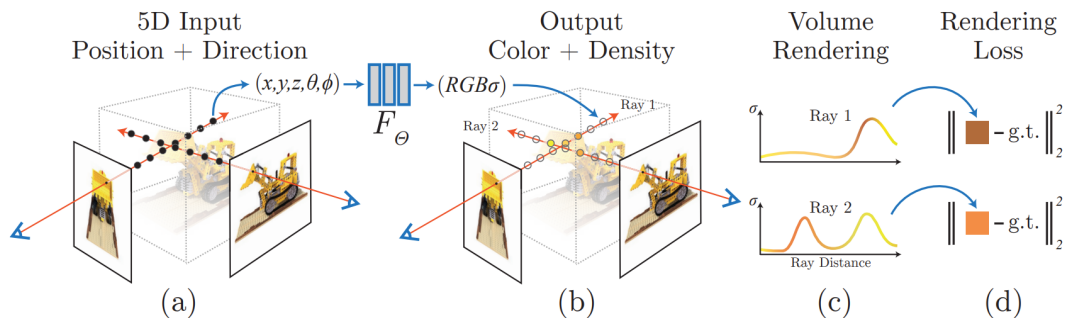 5D Input
Position + Direction
Output
Color + Density
Volume
Rendering
Rendering
Loss
(x,y,z,θ,ϕ)
F_Θ
(RGBσ)
Ray 1
Ray 2
σ
Ray 1
‖ - g.t. ‖²₂
σ
Ray 2
Ray Distance
‖ - g.t. ‖²₂
(a)
(b)
(c)
(d)